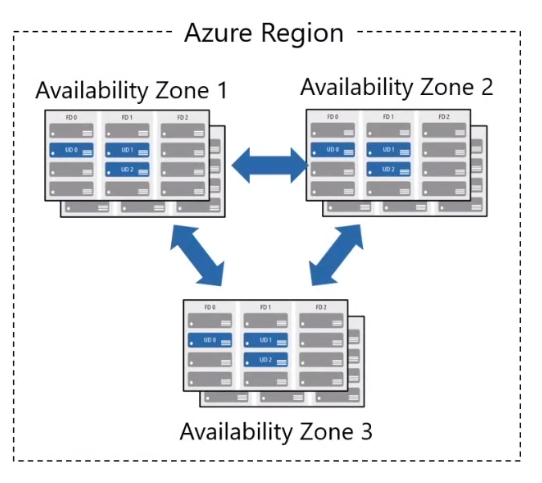 Azure Region
Availability Zone 1
Availability Zone 2
FD 0 FD 1 FD 2
UD 0 UD 1
UD 2
FD 0 FD 1 FD 2
UD 0 UD 1
UD 2
FD 0 FD 1 FD 2
UD 0 UD 1
UD 2
Availability Zone 3